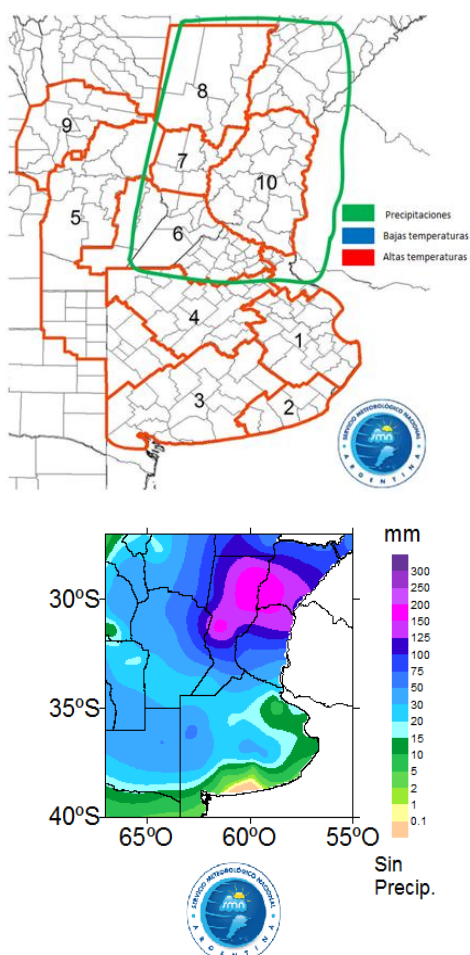 8
9
7
10
5
6
4
1
3
2
Precipitaciones
Bajas temperaturas
Altas temperaturas
SERVICIO METEOROLÓGICO NACIONAL
smn
ARGENTINA
mm
300
250
200
150
125
100
75
50
30
20
15
10
5
2
1
0.1
Sin
Precip.
30ºS
35ºS
40ºS
65ºO
60ºO
55ºO
SERVICIO METEOROLÓGICO NACIONAL
smn
ARGENTINA